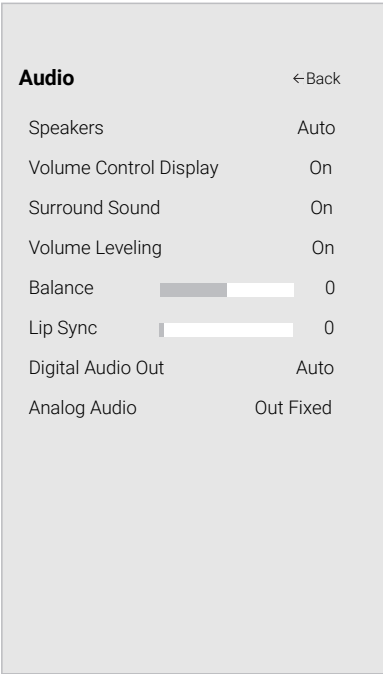 Audio ←Back
Speakers Auto
Volume Control Display On
Surround Sound On
Volume Leveling On
Balance 0
Lip Sync 0
Digital Audio Out Auto
Analog Audio Out Fixed